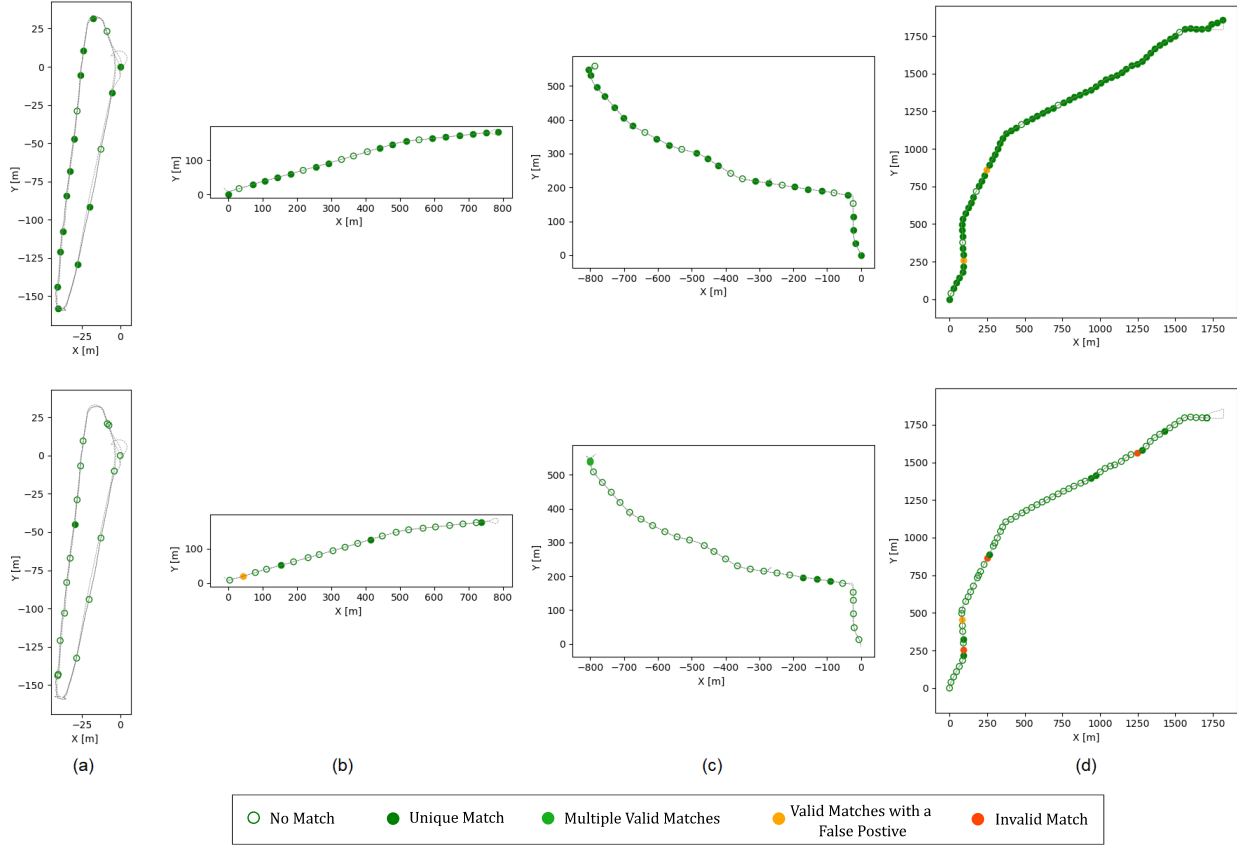 25
0
−25
−50
−75
−100
−125
−150
Y [m]
−25 0
X [m]
100
0
Y [m]
0 100 200 300 400 500 600 700 800
X [m]
500
400
300
200
100
0
Y [m]
−800 −700 −600 −500 −400 −300 −200 −100 0
X [m]
1750
1500
1250
1000
750
500
250
0
Y [m]
0 250 500 750 1000 1250 1500 1750
X [m]
25
0
−25
−50
−75
−100
−125
−150
Y [m]
−25 0
X [m]
100
0
Y [m]
0 100 200 300 400 500 600 700 800
X [m]
500
400
300
200
100
0
Y [m]
−800 −700 −600 −500 −400 −300 −200 −100 0
X [m]
1750
1500
1250
1000
750
500
250
0
Y [m]
0 250 500 750 1000 1250 1500 1750
X [m]
(a) (b) (c) (d)
No Match
Unique Match
Multiple Valid Matches
Valid Matches with a
False Postive
Invalid Match